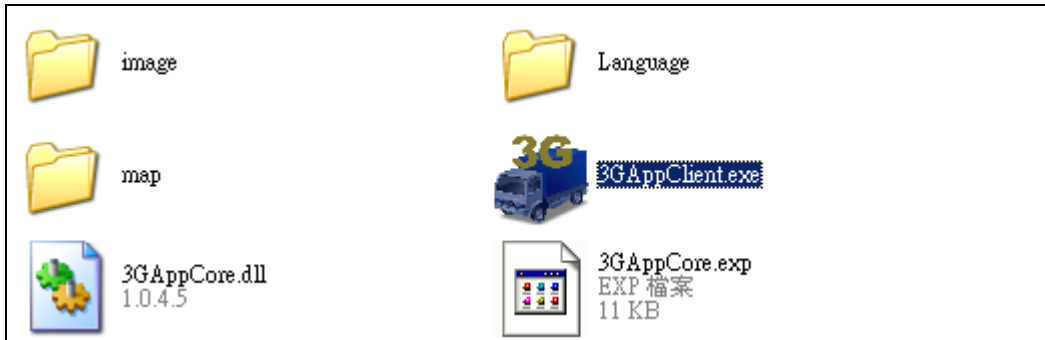 image
Language
map
3G
3GAppClient.exe
3GAppCore.dll
1.0.4.5
3GAppCore.exp
EXP 檔案
11 KB